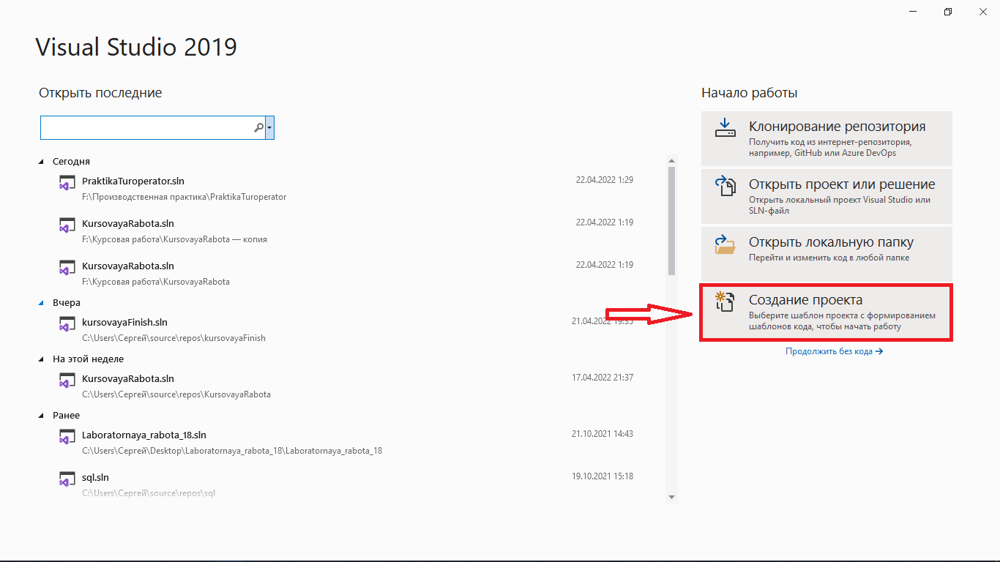 Visual Studio 2019
Открыть последние
Сегодня
PraktikaTuroperator.sln
22.04.2022 1:29
F:\Производственная практика\PraktikaTuroperator
KursovayaRabota.sln
22.04.2022 1:19
F:\Курсовая работа\KursovayaRabota — копия
KursovayaRabota.sln
22.04.2022 1:19
F:\Курсовая работа\KursovayaRabota
Вчера
kursovayaFinish.sln
21.04.2022 19:35
C:\Users\Сергей\source\repos\kursovayaFinish
На этой неделе
KursovayaRabota.sln
17.04.2022 21:37
C:\Users\Сергей\source\repos\KursovayaRabota
Ранее
Laboratornaya_rabota_18.sln
21.10.2021 14:43
C:\Users\Сергей\Desktop\Laboratornaya_rabota_18\Laboratornaya_rabota_18
sql.sln
19.10.2021 15:18
C:\Users\Сергей\source\repos\sql
Начало работы
Клонирование репозитория
Получить код из интернет-репозитория,
например, GitHub или Azure DevOps
Открыть проект или решение
Открыть локальный проект Visual Studio или
SLN-файл
Открыть локальную папку
Перейти и изменить код в любой папке
Создание проекта
Выберите шаблон проекта с формированием
шаблонов кода, чтобы начать работу
Продолжить без кода →